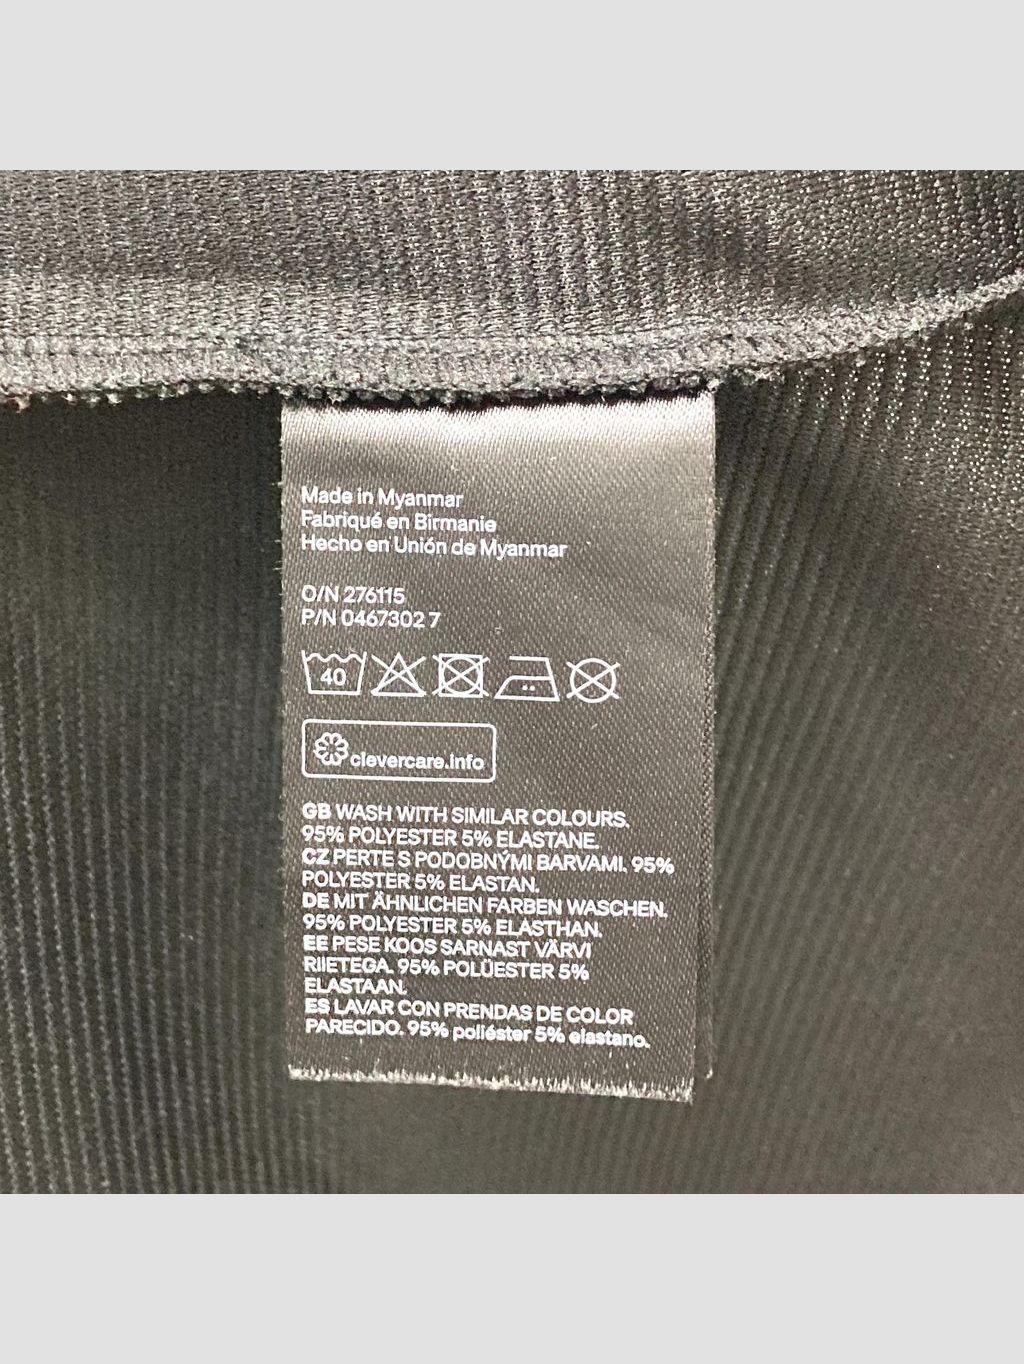 Made in Myanmar
Fabriqué en Birmanie
Hecho en Unión de Myanmar
O/N 276115
P/N 0467302 7
40
clevercare.info
GB WASH WITH SIMILAR COLOURS.
95% POLYESTER 5% ELASTANE.
CZ PERTE S PODOBNÝMI BARVAMI. 95%
POLYESTER 5% ELASTAN.
DE MIT ÄHNLICHEN FARBEN WASCHEN.
95% POLYESTER 5% ELASTHAN.
EE PESE KOOS SARNAST VÄRVI
RIIETEGA. 95% POLÜESTER 5%
ELASTAAN.
ES LAVAR CON PRENDAS DE COLOR
PARECIDO. 95% poliéster 5% elastano.